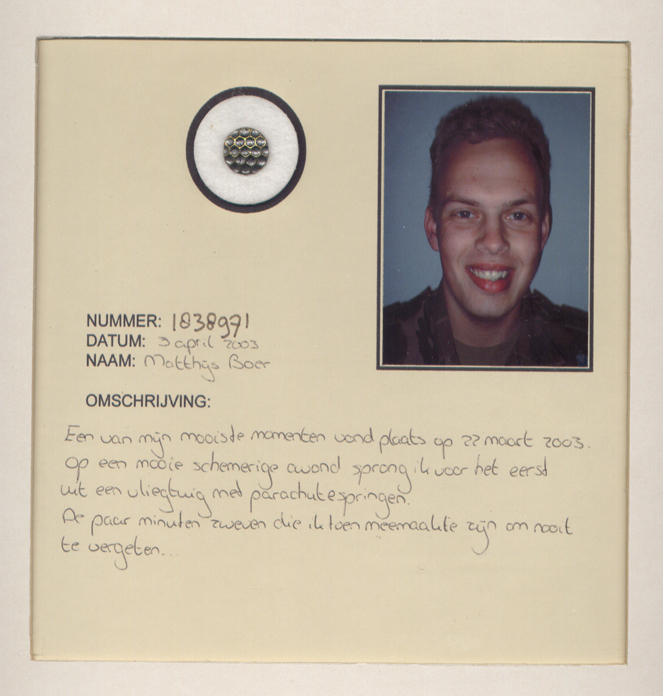 NUMMER: 1838971
DATUM: 3 april 2003
NAAM: Matthijs Boer
OMSCHRIJVING:
Een van mijn mooiste momenten vond plaats op 22 maart 2003.
Op een mooie schemerige avond sprong ik voor het eerst
uit een vliegtuig met parachutespringen.
De paar minuten zweven die ik toen meemaakte zijn om nooit
te vergeten...